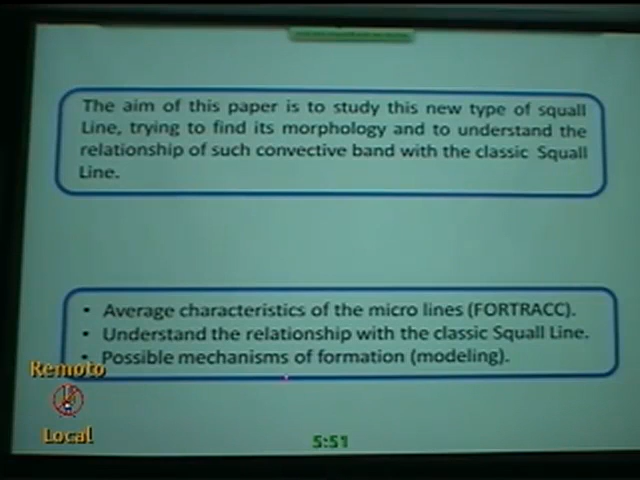 The aim of this paper is to study this new type of squall
Line, trying to find its morphology and to understand the
relationship of such convective band with the classic Squall
Line.
• Average characteristics of the micro lines (FORTRACC).
• Understand the relationship with the classic Squall Line.
• Possible mechanisms of formation (modeling).
Remoto
Local
5:51